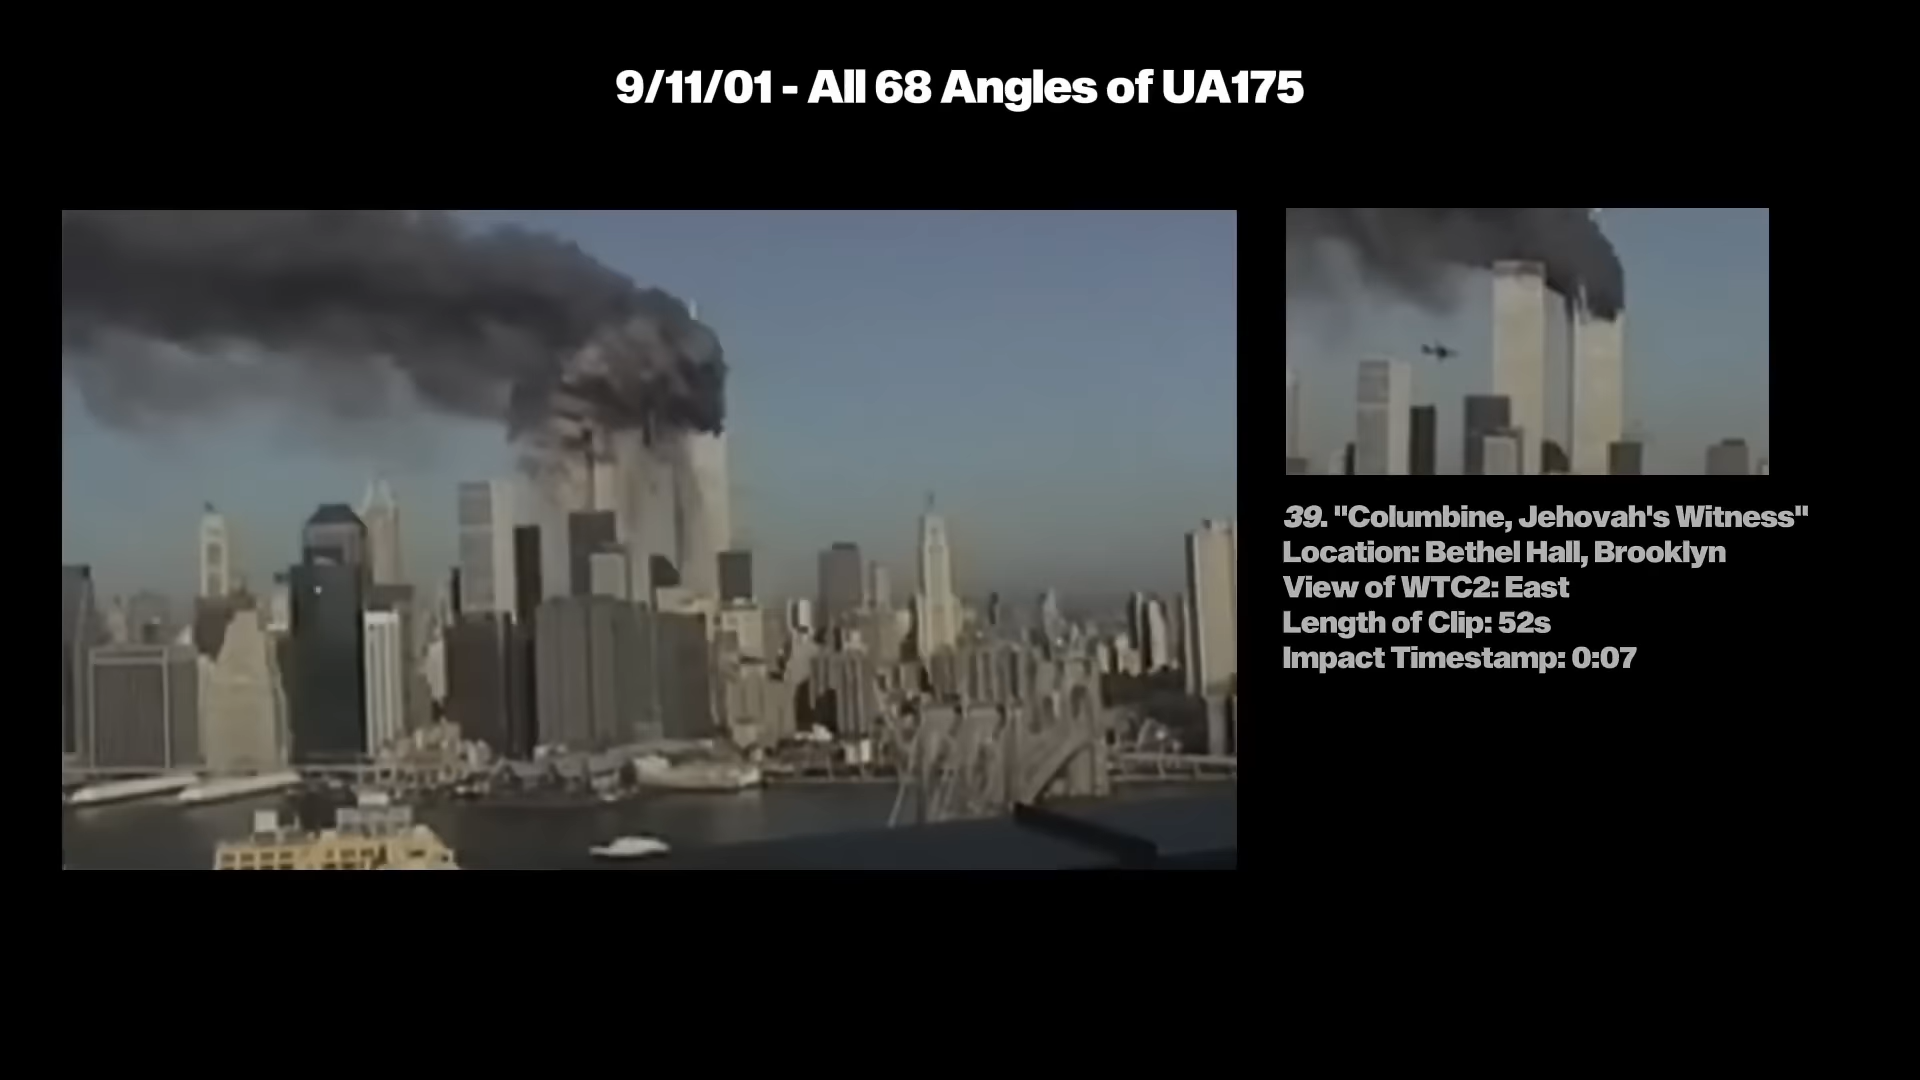 9/11/01 - All 68 Angles of UA175
39. "Columbine, Jehovah's Witness"
Location: Bethel Hall, Brooklyn
View of WTC2: East
Length of Clip: 52s
Impact Timestamp: 0:07